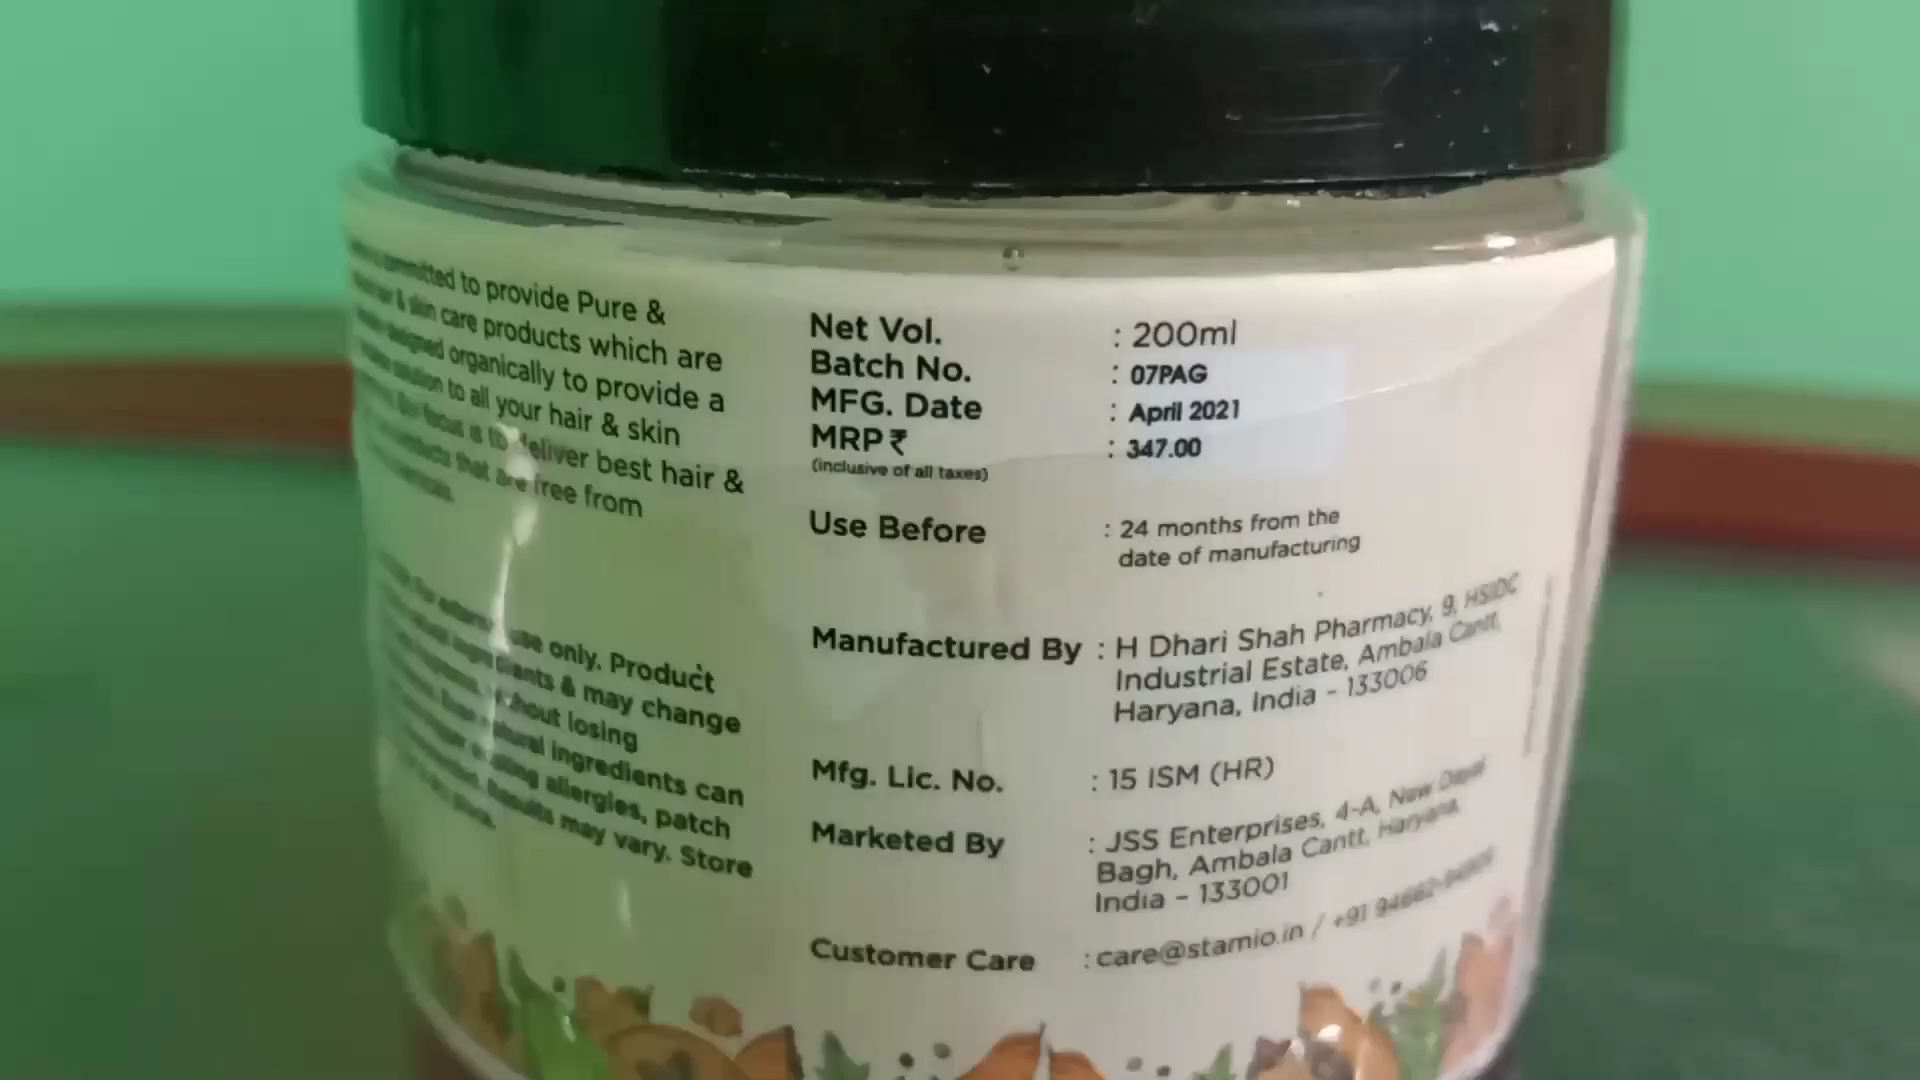 committed to provide Pure &
& skin care products which are
designed organically to provide a
solution to all your hair & skin
focus is to deliver best hair &
products that are free from
For external use only. Product
ingredients & may change
without losing
natural ingredients can
allergies, patch
Results may vary. Store
Net Vol. : 200ml
Batch No. : 07PAG
MFG. Date : April 2021
MRP ₹ : 347.00
(inclusive of all taxes)
Use Before : 24 months from the
date of manufacturing
Manufactured By : H Dhari Shah Pharmacy, 9, HSIDC
Industrial Estate, Ambala Cantt,
Haryana, India - 133006
Mfg. Lic. No. : 15 ISM (HR)
Marketed By : JSS Enterprises, 4-A, New Dayal
Bagh, Ambala Cantt, Haryana,
India - 133001
Customer Care : care@stamio.in / +91